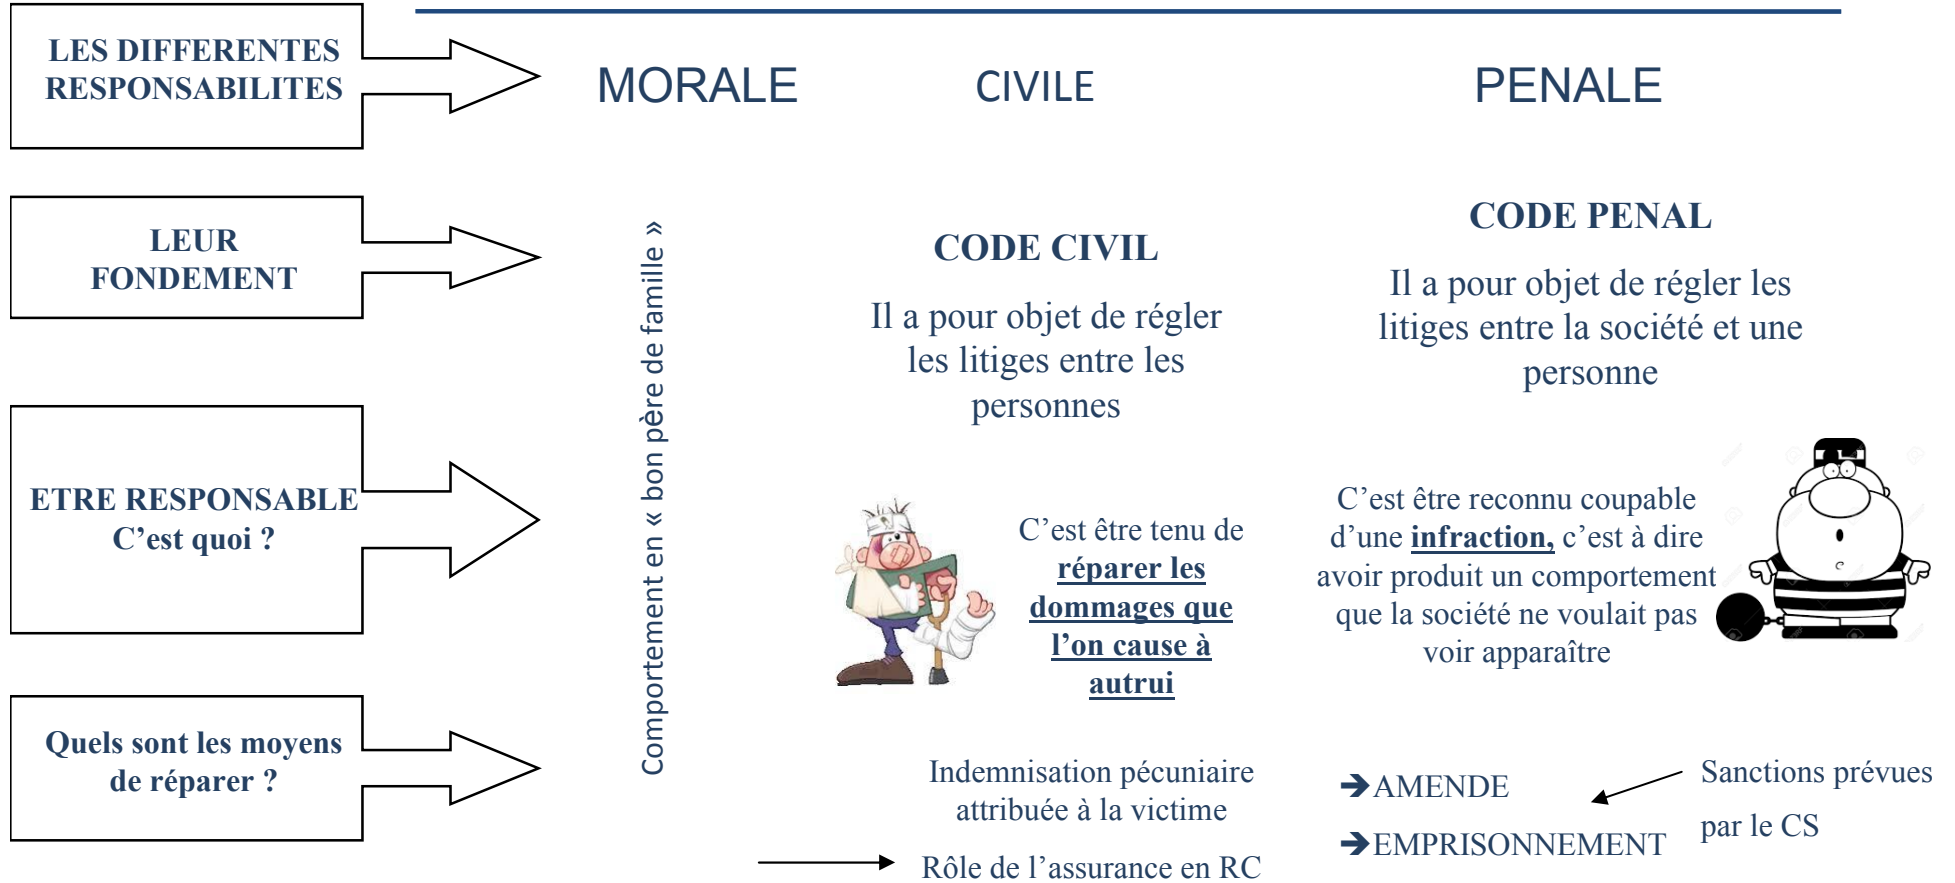 LES DIFFERENTES
RESPONSABILITES
MORALE
CIVILE
PENALE
LEUR
FONDEMENT
Comportement en « bon père de famille »
CODE CIVIL
Il a pour objet de régler
les litiges entre les
personnes
CODE PENAL
Il a pour objet de régler les
litiges entre la société et une
personne
ETRE RESPONSABLE
C’est quoi ?
C’est être tenu de
réparer les
dommages que
l’on cause à
autrui
C’est être reconnu coupable
d’une infraction, c’est à dire
avoir produit un comportement
que la société ne voulait pas
voir apparaître
Quels sont les moyens
de réparer ?
Indemnisation pécuniaire
attribuée à la victime
Rôle de l’assurance en RC
➔AMENDE
➔EMPRISONNEMENT
Sanctions prévues
par le CS